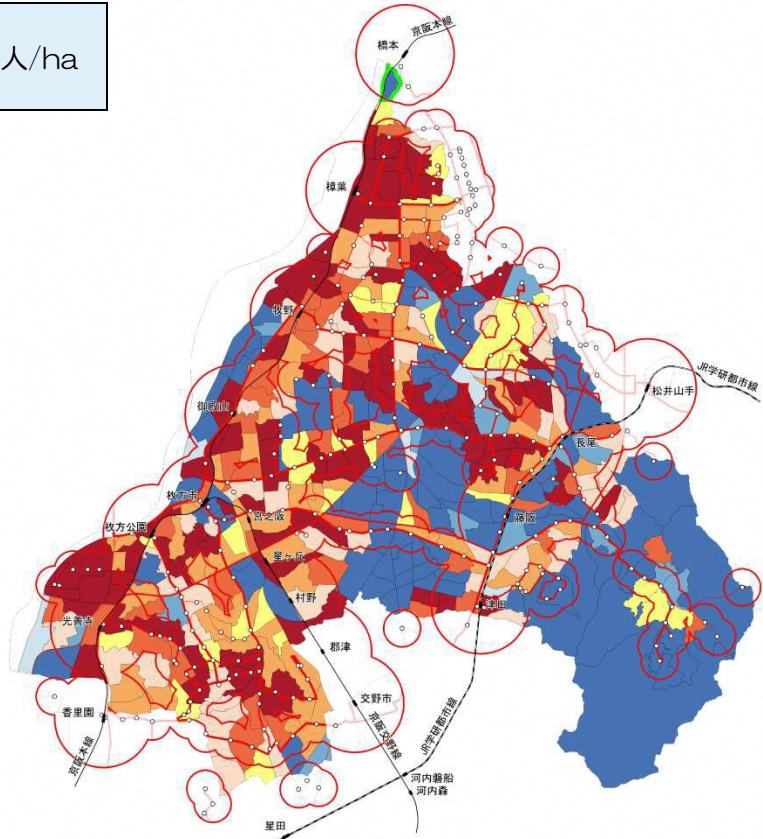 人/ha
橋本
京阪本線
樟葉
牧野
JR学研都市線
松井山手
御殿山
長尾
枚方市
宮之阪
藤阪
枚方公園
星ヶ丘
村野
津田
光善寺
郡津
香里園
交野市
京阪本線
京阪交野線
JR学研都市線
河内磐船
河内森
星田